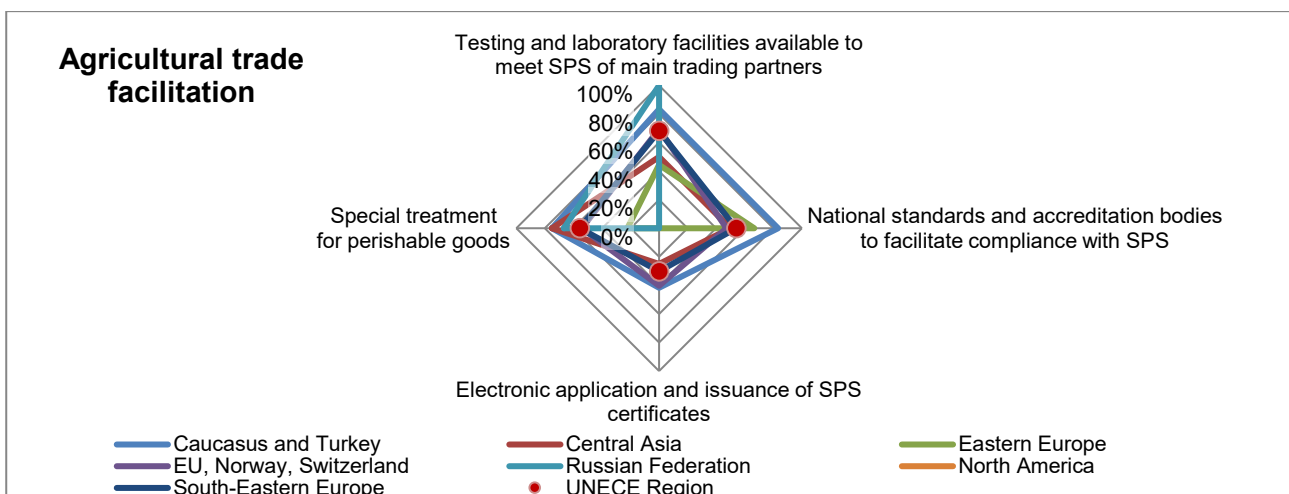 Agricultural trade
facilitation
Testing and laboratory facilities available to
meet SPS of main trading partners
100%
80%
60%
40%
20%
0%
Special treatment
for perishable goods
National standards and accreditation bodies
to facilitate compliance with SPS
Electronic application and issuance of SPS
certificates
Caucasus and Turkey
Central Asia
Eastern Europe
EU, Norway, Switzerland
Russian Federation
North America
South-Eastern Europe
UNECE Region